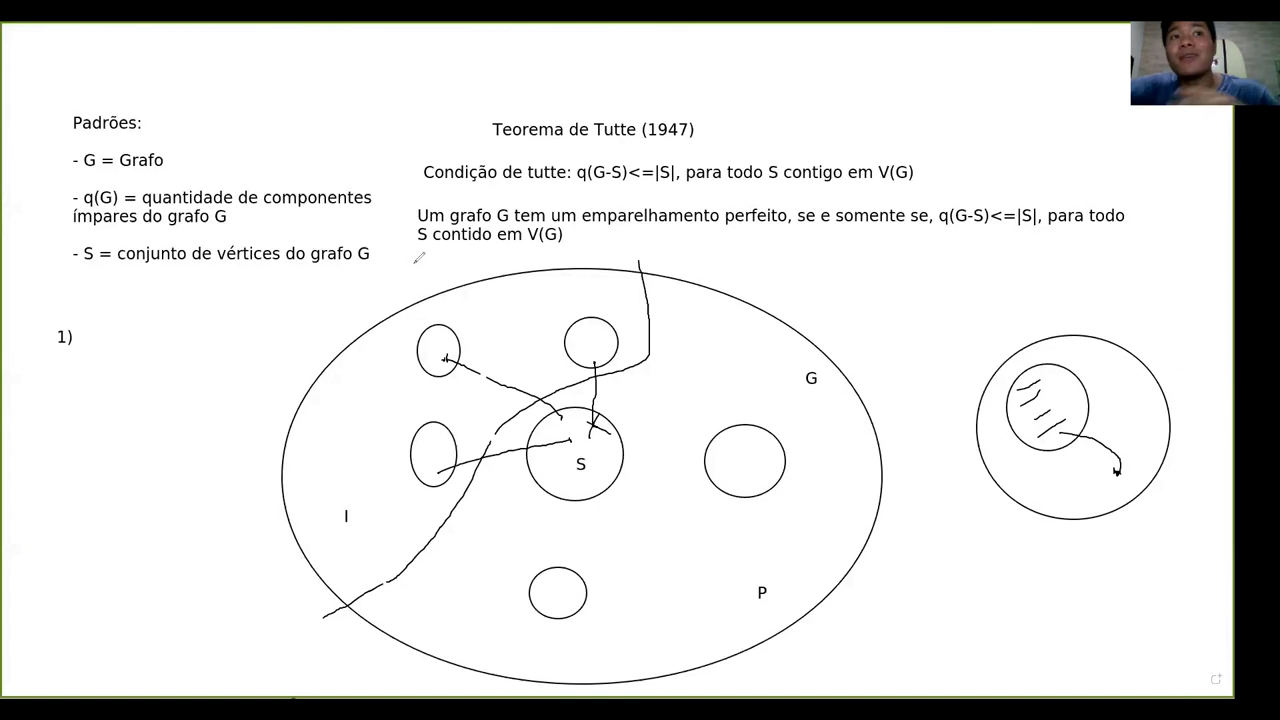 Padrões:
- G = Grafo
- q(G) = quantidade de componentes
ímpares do grafo G
- S = conjunto de vértices do grafo G
Teorema de Tutte (1947)
Condição de tutte: q(G-S)<=|S|, para todo S contigo em V(G)
Um grafo G tem um emparelhamento perfeito, se e somente se, q(G-S)<=|S|, para todo
S contido em V(G)
1)
G
S
I
P